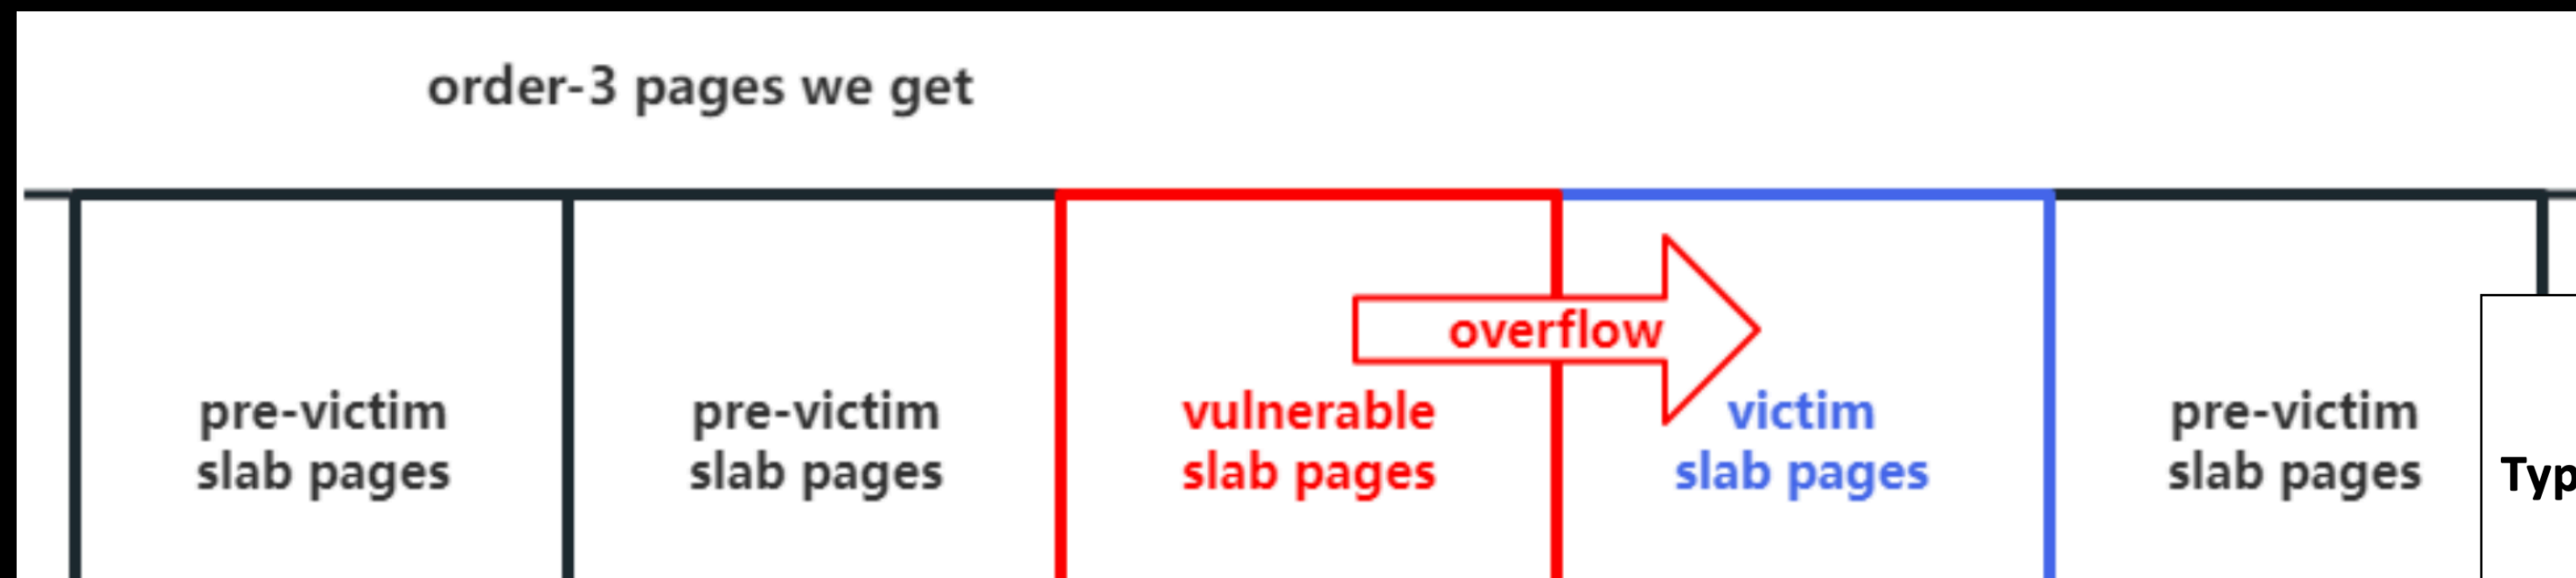 order-3 pages we get
overflow
pre-victim
slab pages
pre-victim
slab pages
vulnerable
slab pages
victim
slab pages
pre-victim
slab pages
Typ